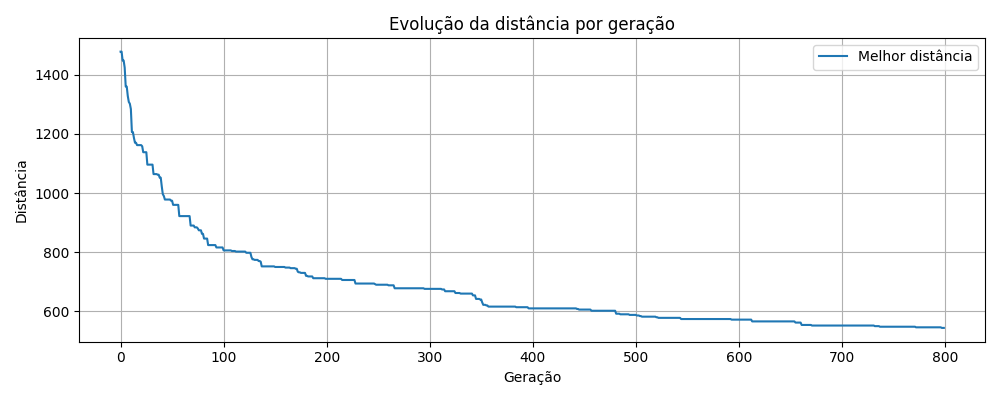 Evolução da distância por geração
Melhor distância
Distância
1400
1200
1000
800
600
0 100 200 300 400 500 600 700 800
Geração